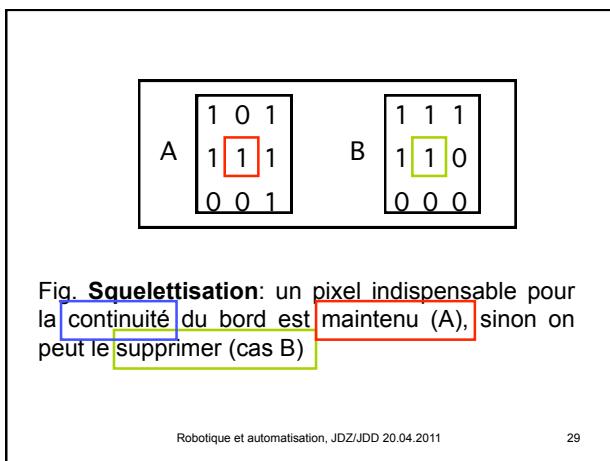 1 0 1
A 1 1 1
0 0 1
1 1 1
B 1 1 0
0 0 0
Fig. Squelettisation: un pixel indispensable pour
la continuité du bord est maintenu (A), sinon on
peut le supprimer (cas B)
Robotique et automatisation, JDZ/JDD 20.04.2011
29